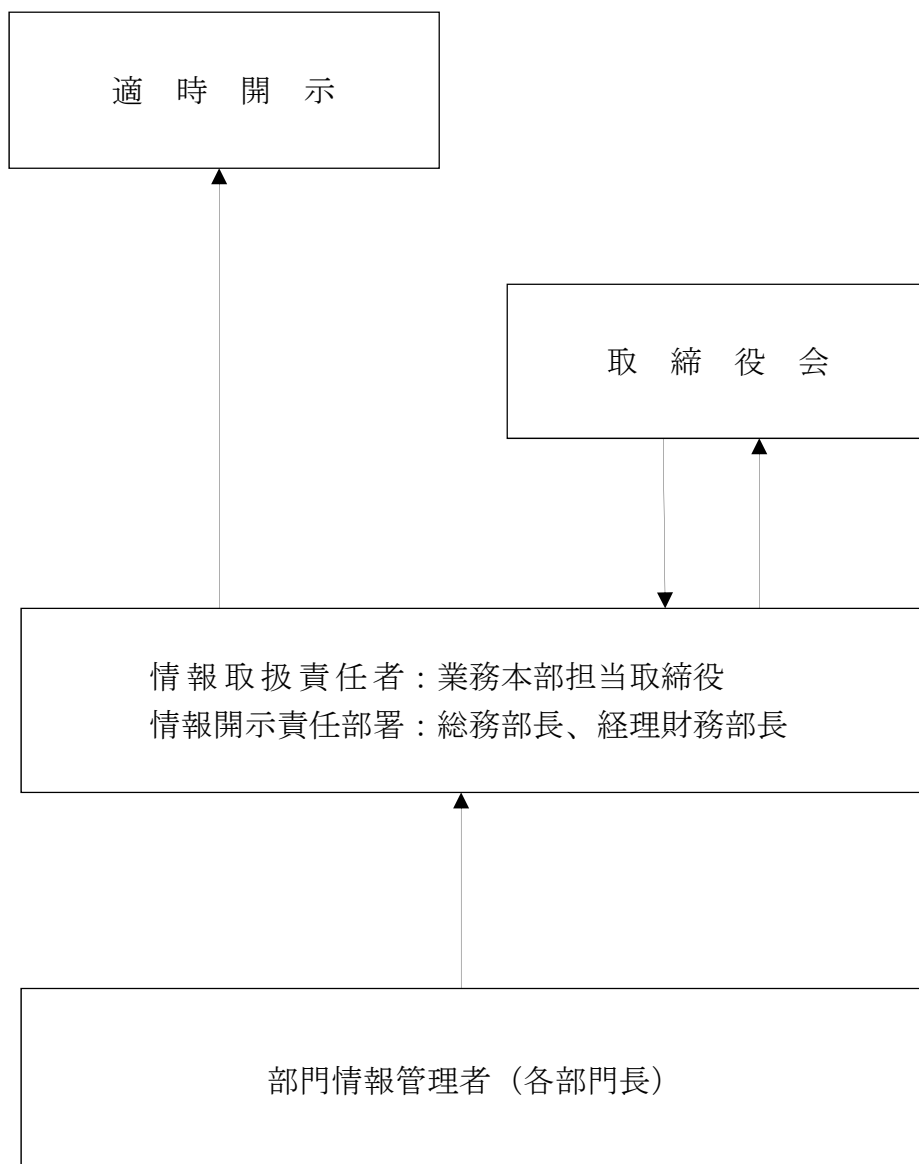 適時開示
取締役会
情報取扱責任者：業務本部担当取締役
情報開示責任部署：総務部長、経理財務部長
部門情報管理者（各部門長）